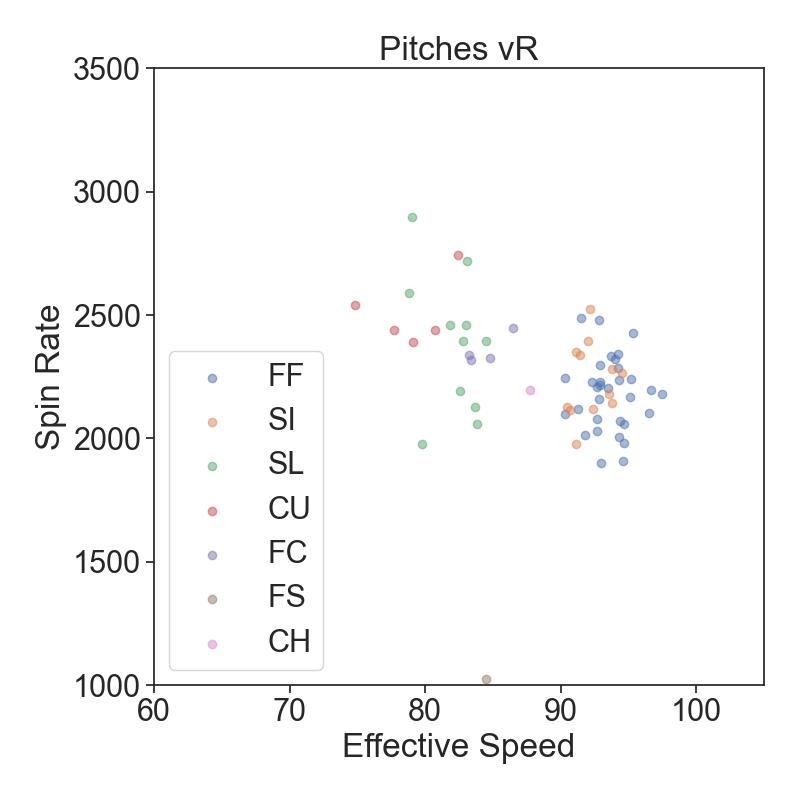 Pitches vR
3500
3000
2500
2000
1500
1000
Spin Rate
FF
SI
SL
CU
FC
FS
CH
60
70
80
90
100
Effective Speed